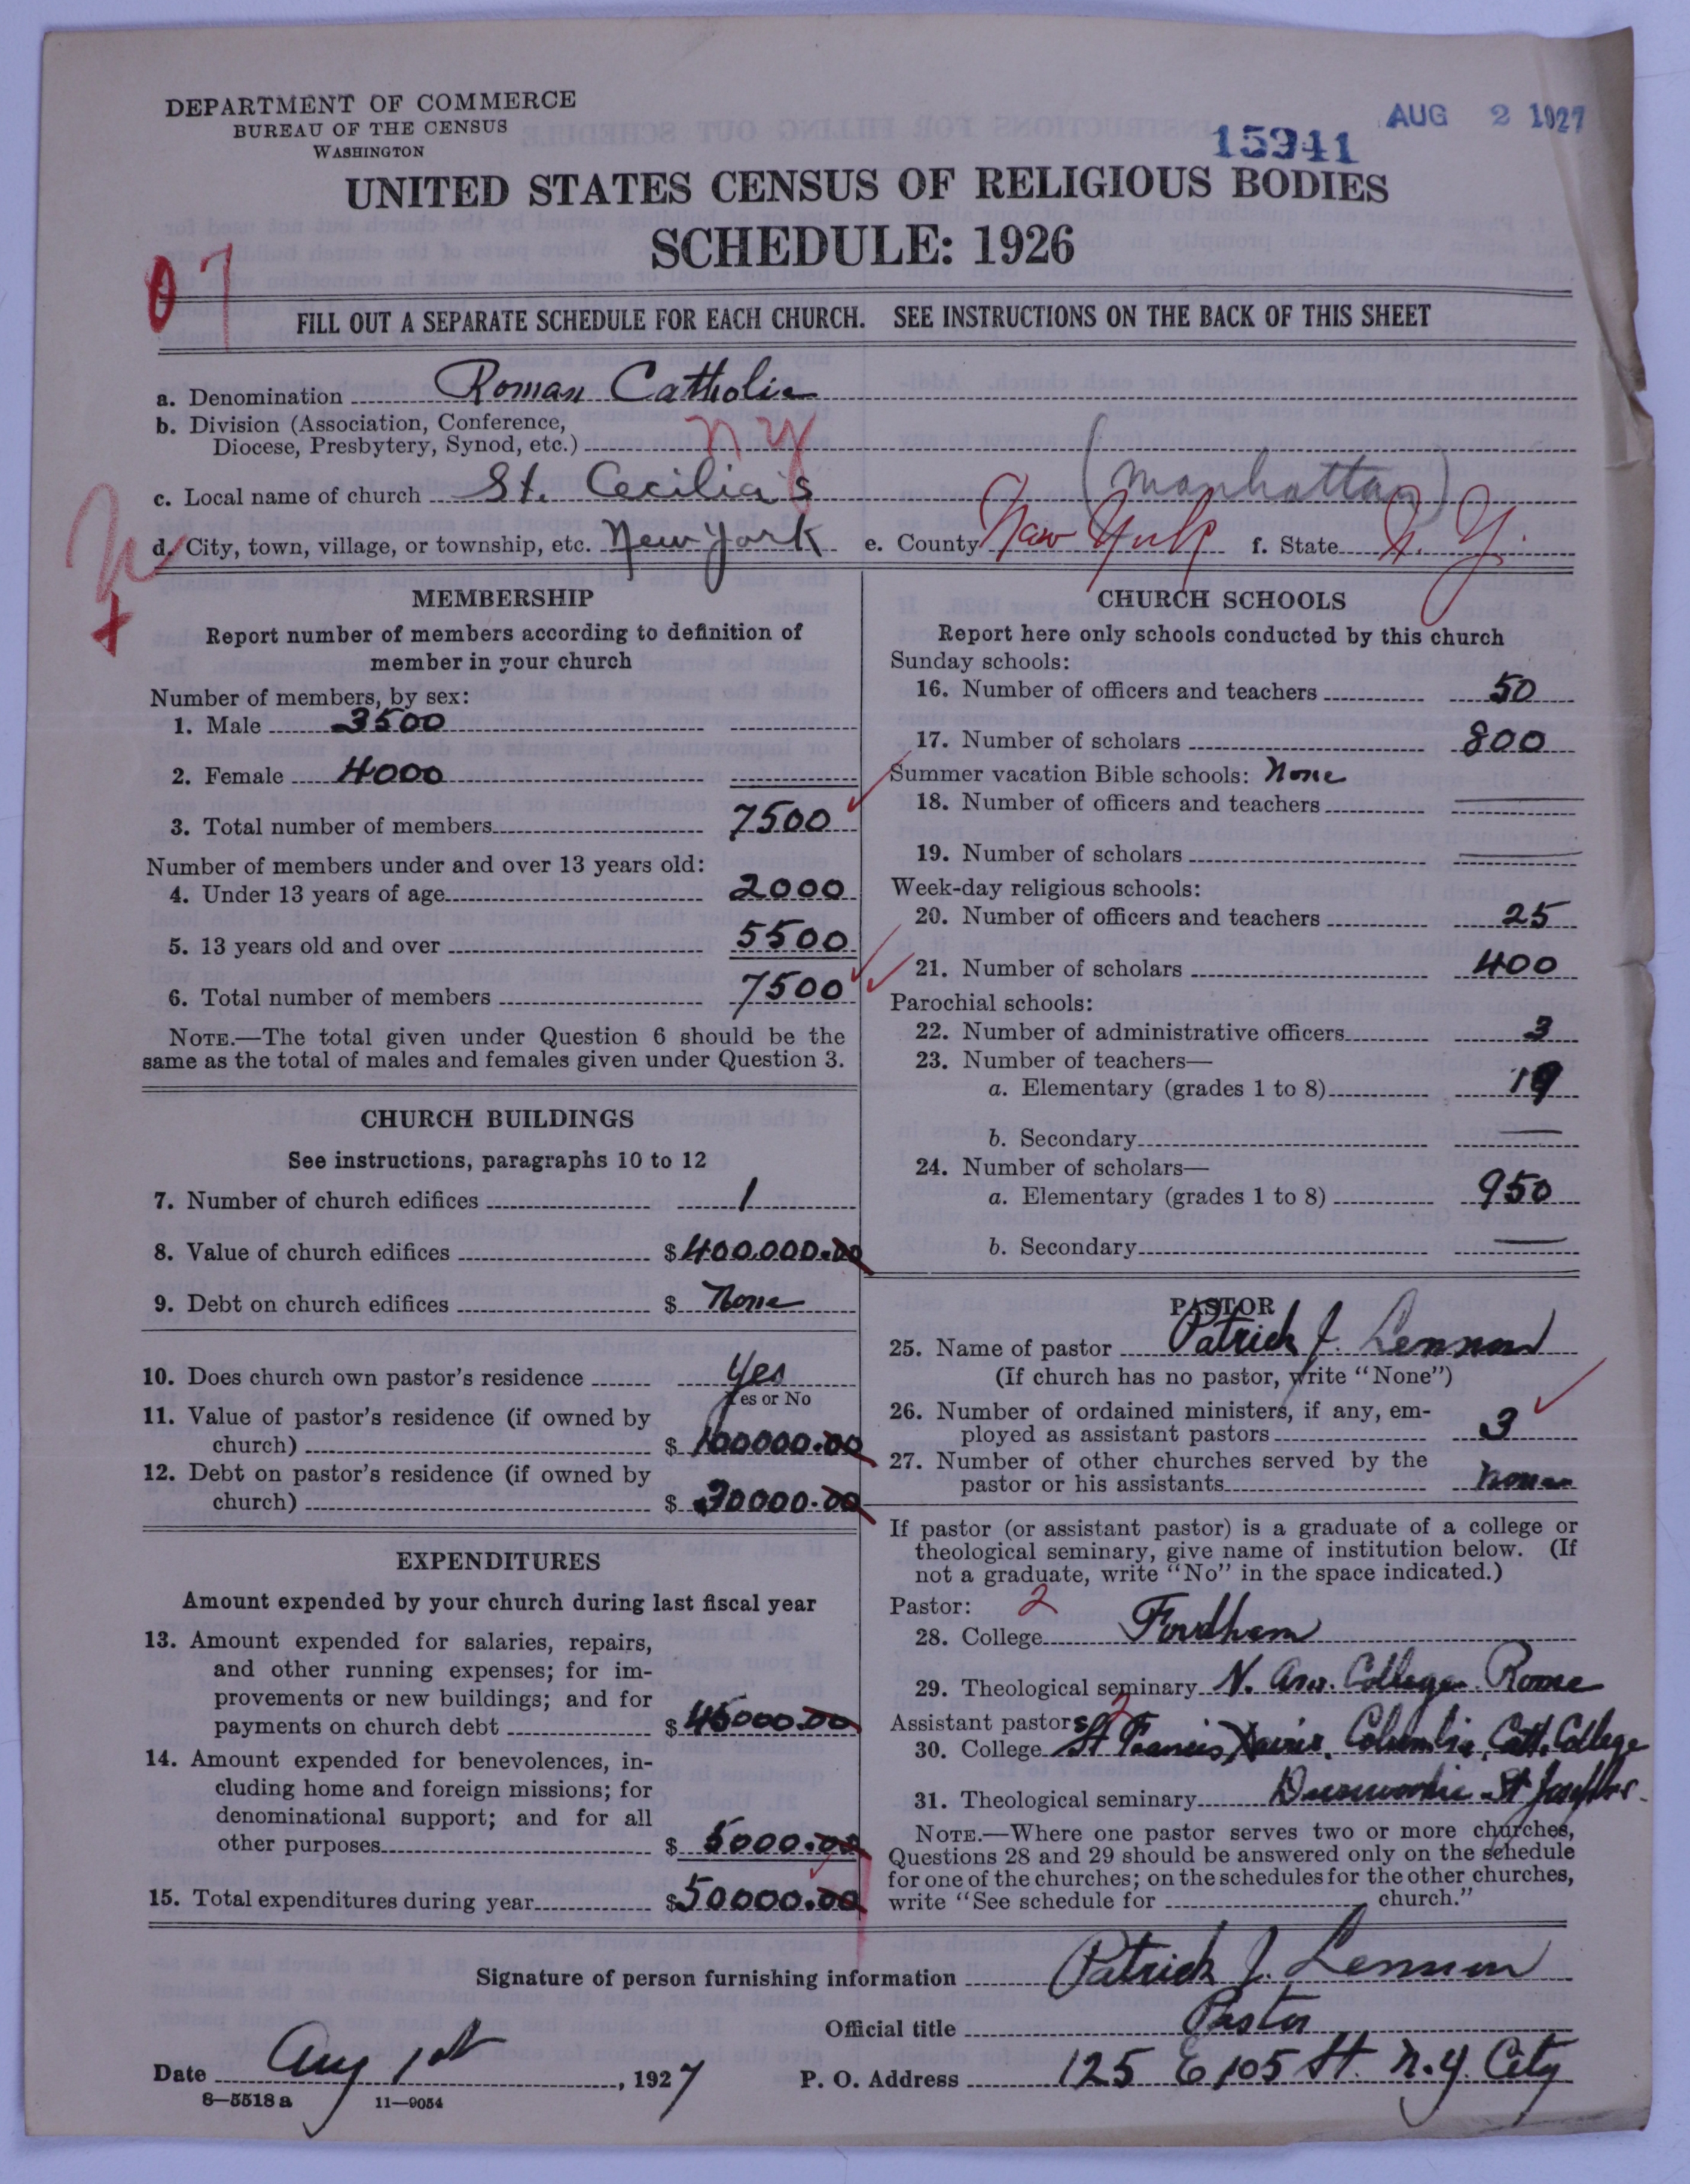 DEPARTMENT OF COMMERCE
BUREAU OF THE CENSUS
WASHINGTON
AUG 2 1927
15941
UNITED STATES CENSUS OF RELIGIOUS BODIES
SCHEDULE: 1926
07
FILL OUT A SEPARATE SCHEDULE FOR EACH CHURCH. SEE INSTRUCTIONS ON THE BACK OF THIS SHEET
a. Denomination Roman Catholic
b. Division (Association, Conference,
Diocese, Presbytery, Synod, etc.) NY
c. Local name of church St. Cecilia's (Manhattan)
d. City, town, village, or township, etc. New York e. County New York f. State N. Y.
MEMBERSHIP
Report number of members according to definition of
member in your church
Number of members, by sex:
1. Male 3500
2. Female 4000
3. Total number of members 7500
Number of members under and over 13 years old:
4. Under 13 years of age 2000
5. 13 years old and over 5500
6. Total number of members 7500
NOTE.—The total given under Question 6 should be the
same as the total of males and females given under Question 3.
CHURCH BUILDINGS
See instructions, paragraphs 10 to 12
7. Number of church edifices 1
8. Value of church edifices $ 400,000.00
9. Debt on church edifices $ None
10. Does church own pastor's residence Yes
Yes or No
11. Value of pastor's residence (if owned by
church) $ 100000.00
12. Debt on pastor's residence (if owned by
church) $ 30000.00
EXPENDITURES
Amount expended by your church during last fiscal year
13. Amount expended for salaries, repairs,
and other running expenses; for im-
provements or new buildings; and for
payments on church debt $ 45000.00
14. Amount expended for benevolences, in-
cluding home and foreign missions; for
denominational support; and for all
other purposes $ 5000.00
15. Total expenditures during year $ 50000.00
CHURCH SCHOOLS
Report here only schools conducted by this church
Sunday schools:
16. Number of officers and teachers 50
17. Number of scholars 800
Summer vacation Bible schools: None
18. Number of officers and teachers
19. Number of scholars
Week-day religious schools:
20. Number of officers and teachers 25
21. Number of scholars 400
Parochial schools:
22. Number of administrative officers 3
23. Number of teachers—
a. Elementary (grades 1 to 8) 19
b. Secondary
24. Number of scholars—
a. Elementary (grades 1 to 8) 950
b. Secondary
PASTOR
25. Name of pastor Patrick J. Lennon
(If church has no pastor, write "None")
26. Number of ordained ministers, if any, em-
ployed as assistant pastors 3
27. Number of other churches served by the
pastor or his assistants None
If pastor (or assistant pastor) is a graduate of a college or
theological seminary, give name of institution below. (If
not a graduate, write "No" in the space indicated.)
Pastor: 2
28. College Fordham
29. Theological seminary N. Am. College Rome
Assistant pastors 2
30. College St Francis Xavier, Columbia, Cath. College
31. Theological seminary Dunwoodie St Josephs
NOTE.—Where one pastor serves two or more churches,
Questions 28 and 29 should be answered only on the schedule
for one of the churches; on the schedules for the other churches,
write "See schedule for church."
Signature of person furnishing information Patrick J. Lennon
Official title Pastor
Date Aug 1st, 1927 P. O. Address 125 E 105 St. N.Y. City
8—5518 a 11—9054